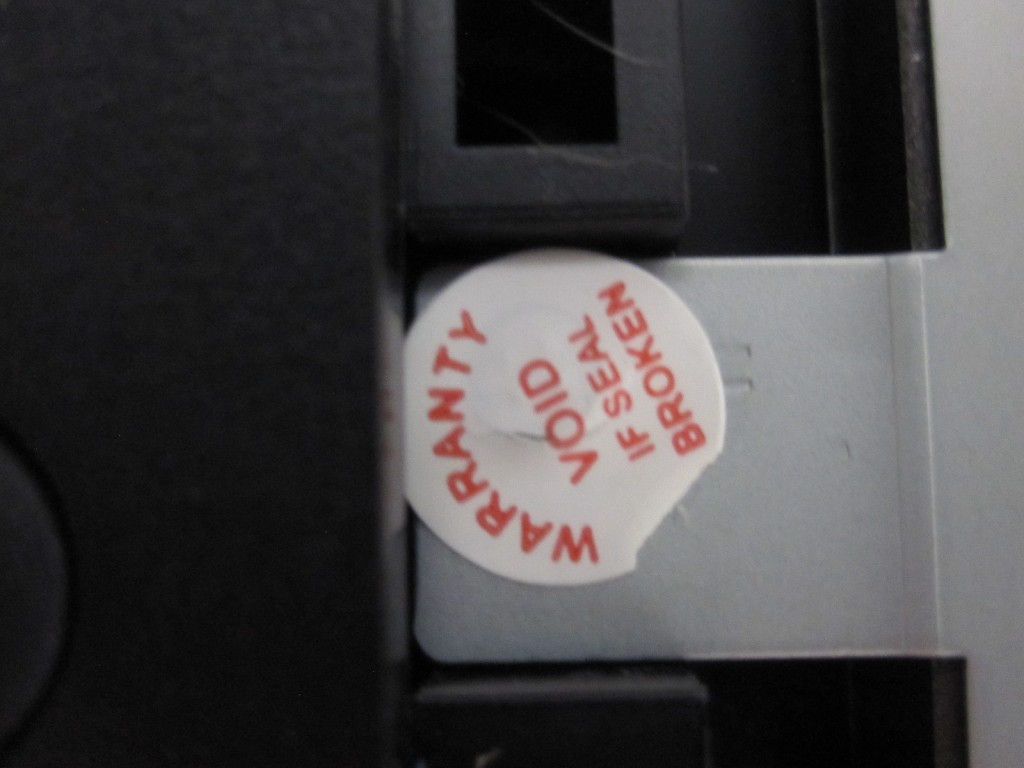 WARRANTY
VOID
IF SEAL
BROKEN